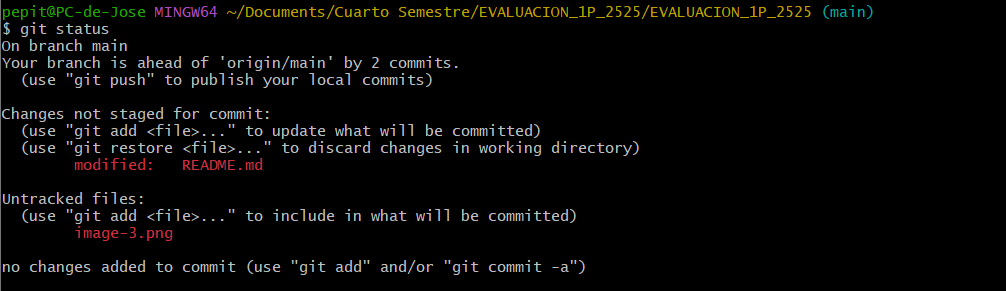 pepit@PC-de-Jose MINGW64 ~/Documents/Cuarto Semestre/EVALUACION_1P_2525/EVALUACION_1P_2525 (main)
$ git status
On branch main
Your branch is ahead of 'origin/main' by 2 commits.
  (use "git push" to publish your local commits)

Changes not staged for commit:
  (use "git add <file>..." to update what will be committed)
  (use "git restore <file>..." to discard changes in working directory)
        modified:   README.md

Untracked files:
  (use "git add <file>..." to include in what will be committed)
        image-3.png

no changes added to commit (use "git add" and/or "git commit -a")